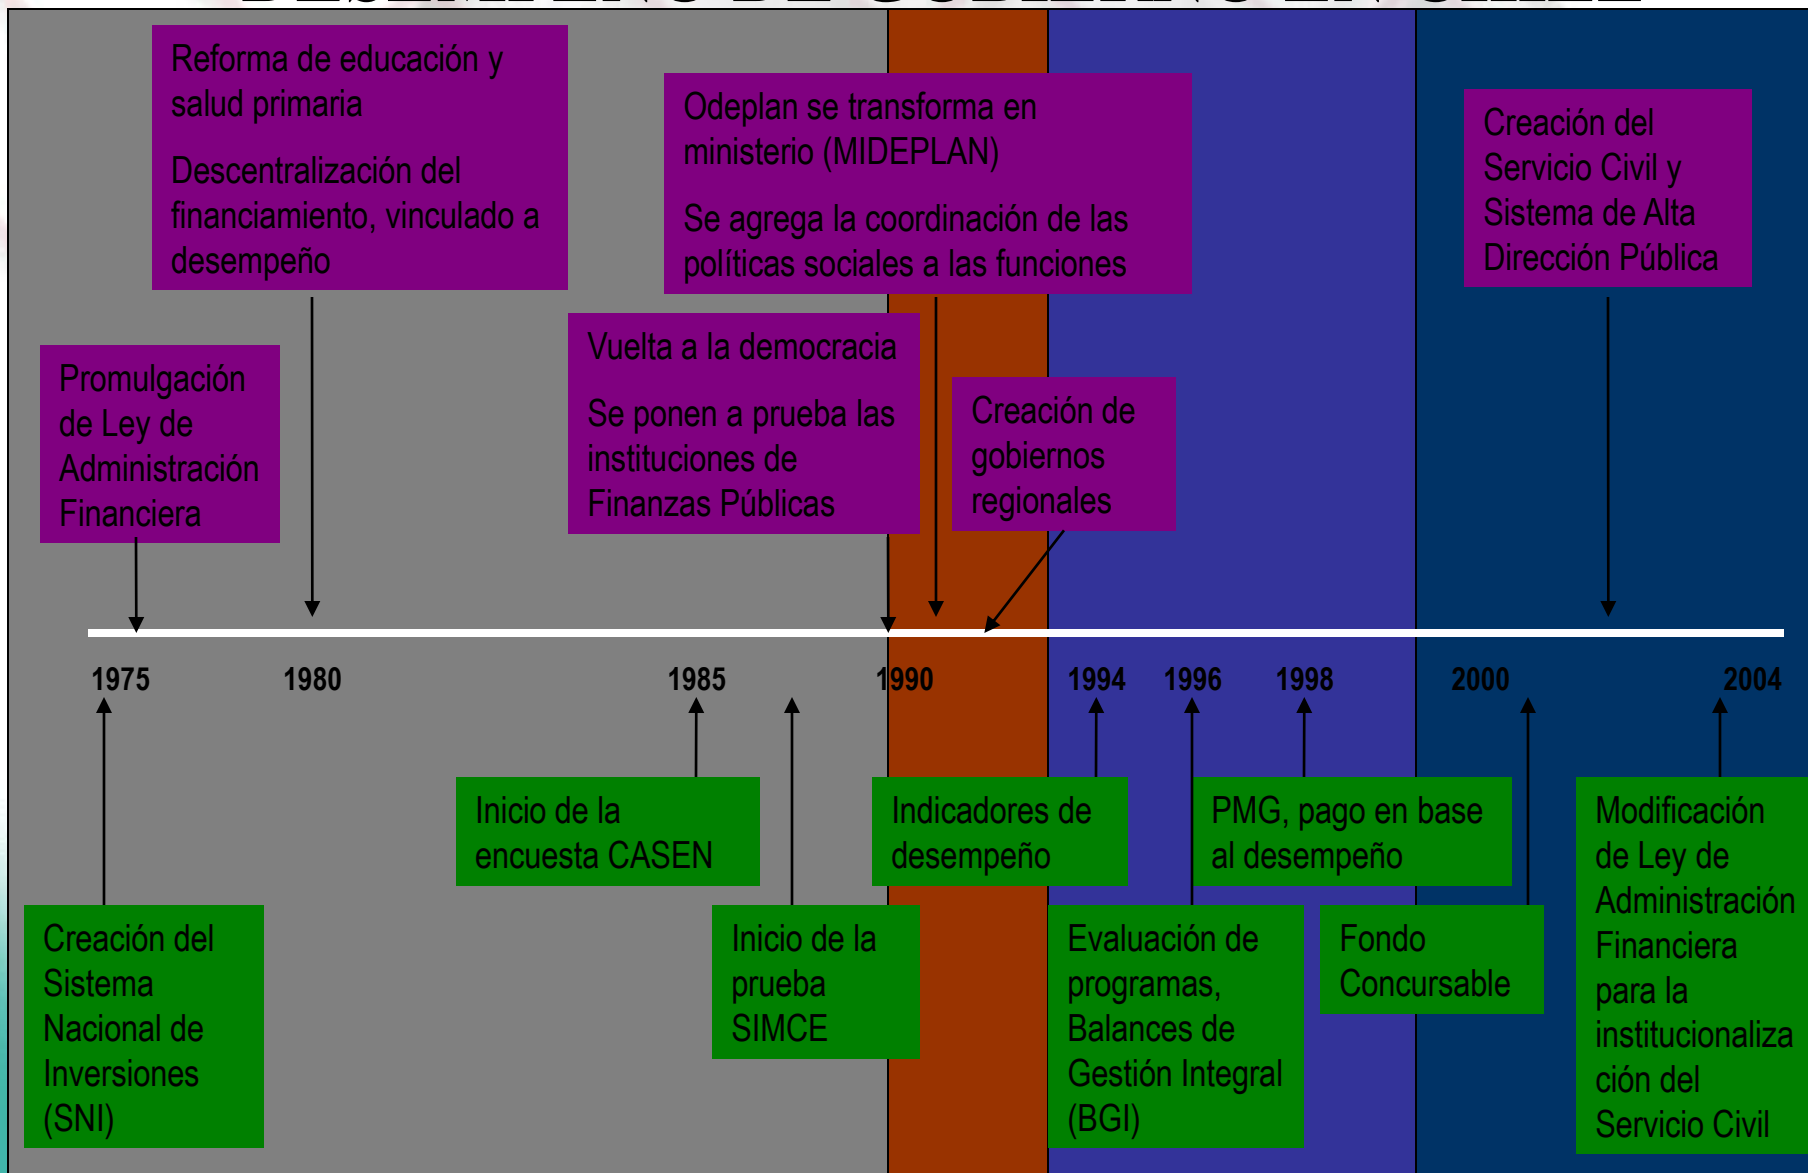 DESEMPEÑO DE GOBIERNO EN CHILE
Reforma de educación y
salud primaria
Descentralización del
financiamiento, vinculado a
desempeño
Odeplan se transforma en
ministerio (MIDEPLAN)
Se agrega la coordinación de las
políticas sociales a las funciones
Creación del
Servicio Civil y
Sistema de Alta
Dirección Pública
Promulgación
de Ley de
Administración
Financiera
Vuelta a la democracia
Se ponen a prueba las
instituciones de
Finanzas Públicas
Creación de
gobiernos
regionales
1975 1980 1985 1990 1994 1996 1998 2000 2004
Inicio de la
encuesta CASEN
Indicadores de
desempeño
PMG, pago en base
al desempeño
Modificación
de Ley de
Administración
Financiera
para la
institucionaliza
ción del
Servicio Civil
Creación del
Sistema
Nacional de
Inversiones
(SNI)
Inicio de la
prueba
SIMCE
Evaluación de
programas,
Balances de
Gestión Integral
(BGI)
Fondo
Concursable